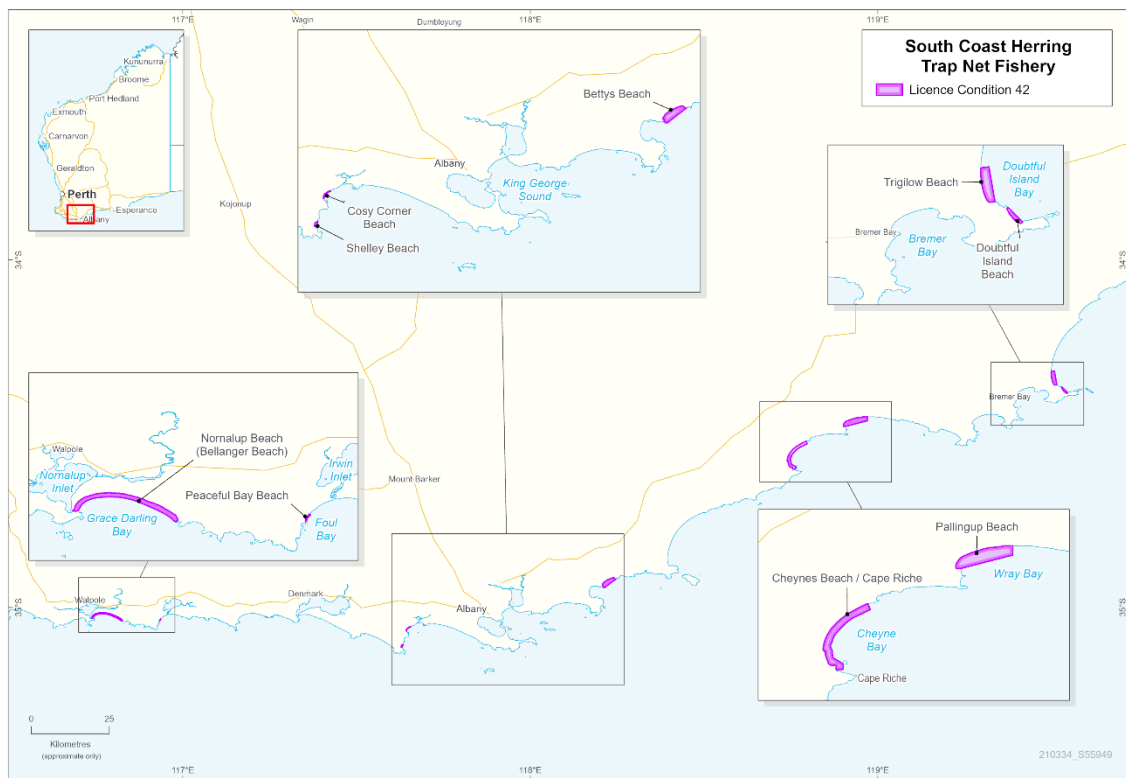 117°E
118°E
119°E
Wagin
Dumbleyung
South Coast Herring
Trap Net Fishery
Licence Condition 42
Kununurra
Broome
Port Hedland
Exmouth
Carnarvon
Geraldton
Perth
Esperance
Albany
Kojonup
Bettys Beach
Albany
King George
Sound
Cosy Corner
Beach
Shelley Beach
Doubtful
Island
Bay
Trigilow Beach
Bremer Bay
Bremer
Bay
Doubtful
Island
Beach
34°S
34°S
Bremer Bay
Nornalup Beach
(Bellanger Beach)
Walpole
Nornalup
Inlet
Irwin
Inlet
Peaceful Bay Beach
Grace Darling
Bay
Foul
Bay
Mount Barker
Pallingup Beach
Wray Bay
Cheynes Beach / Cape Riche
Cheyne
Bay
Cape Riche
Walpole
Denmark
Albany
35°S
35°S
0
25
Kilometres
(approximate only)
210334_S55949
117°E
118°E
119°E